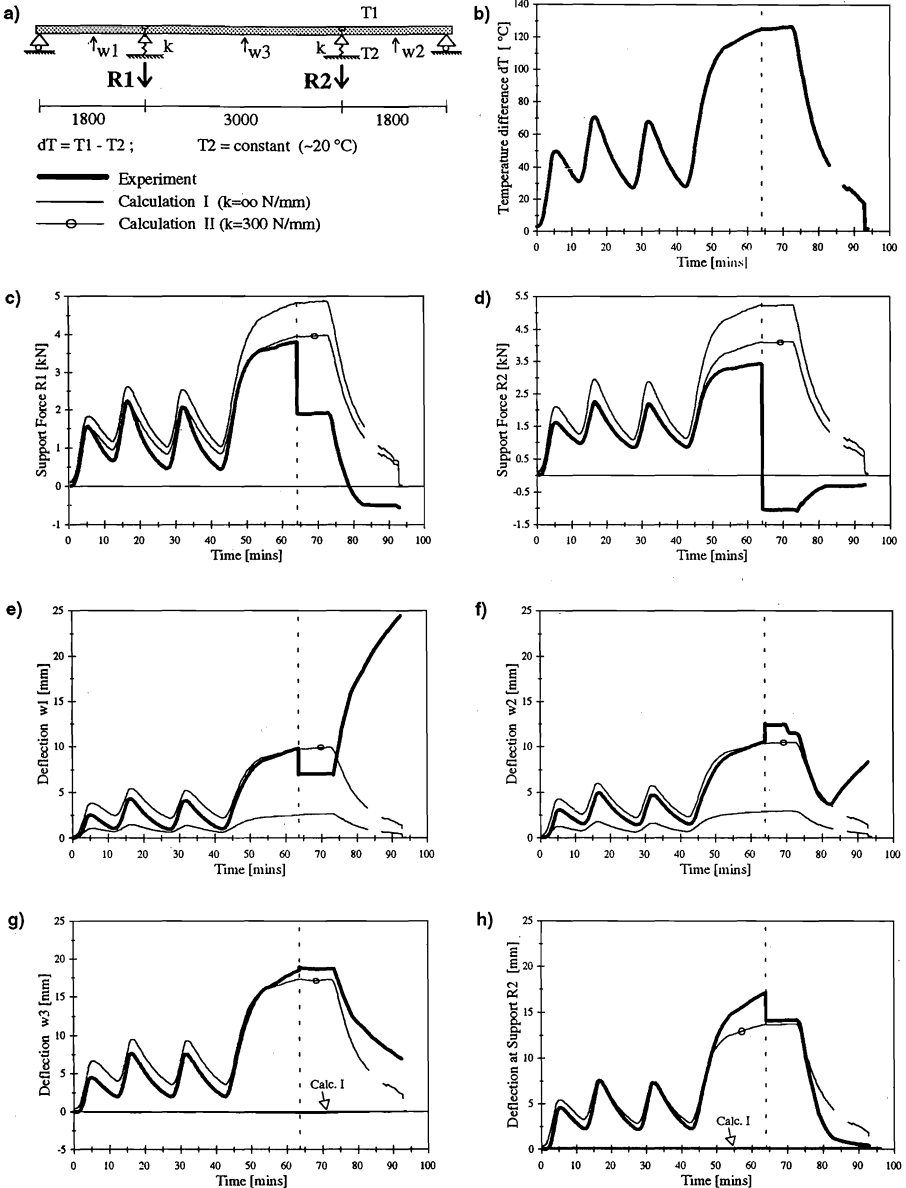 a)
T1
w1
k
w3
k
T2
w2
R1
R2
1800
3000
1800
dT = T1 - T2 ;
T2 = constant (~20 °C)
Experiment
Calculation I (k=oo N/mm)
Calculation II (k=300 N/mm)
b)
Temperature difference dT [ °C]
140
120
100
80
60
40
20
0
0 10 20 30 40 50 60 70 80 90 100
Time [mins]
c)
Support Force R1 [kN]
5
4
3
2
1
0
-1
0 10 20 30 40 50 60 70 80 90 100
Time [mins]
d)
Support Force R2 [kN]
5.5
4.5
3.5
2.5
1.5
0.5
-0.5
-1.5
0 10 20 30 40 50 60 70 80 90 100
Time [mins]
e)
Deflection w1 [mm]
25
20
15
10
5
0
0 10 20 30 40 50 60 70 80 90 100
Time [mins]
f)
Deflection w2 [mm]
25
20
15
10
5
0
0 10 20 30 40 50 60 70 80 90 100
Time [mins]
g)
Deflection w3 [mm]
25
20
15
10
5
0
-5
Calc. I
0 10 20 30 40 50 60 70 80 90 100
Time [mins]
h)
Deflection at Support R2 [mm]
25
20
15
10
5
0
Calc. I
0 10 20 30 40 50 60 70 80 90 100
Time [mins]